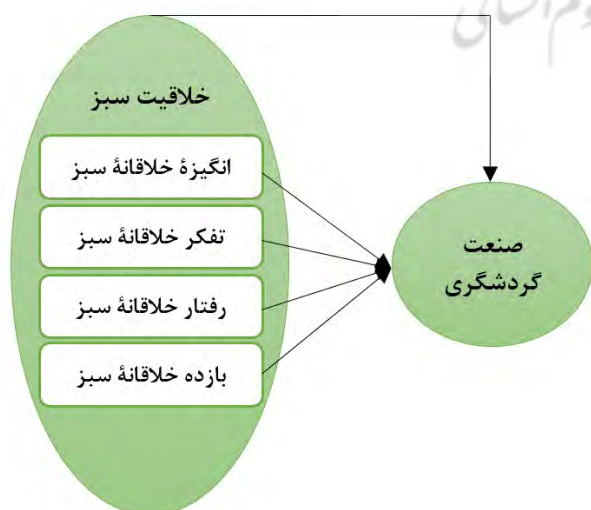 خلاقیت سبز
انگیزهٔ خلاقانهٔ سبز
تفکر خلاقانهٔ سبز
رفتار خلاقانهٔ سبز
بازده خلاقانهٔ سبز
صنعت
گردشگری